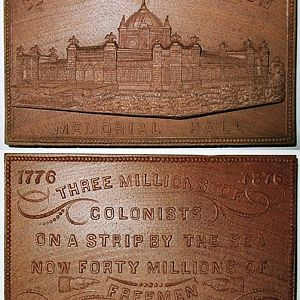 MEMORIAL HALL
1776 1876
THREE MILLIONS OF
COLONISTS
ON A STRIP BY THE SEA
NOW FORTY MILLIONS OF
FREEMEN